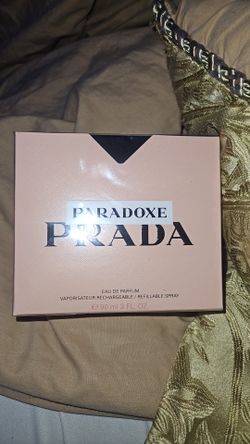 PARADOXE
PRADA
EAU DE PARFUM
VAPORISATEUR RECHARGEABLE / REFILLABLE SPRAY
℮ 90 ml 3 FL. OZ.